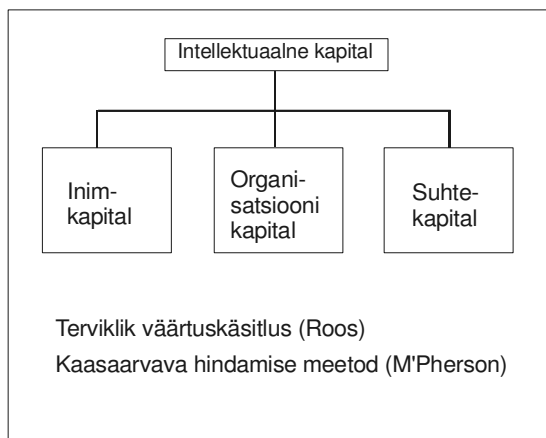 Intellektuaalne kapital
Inim-
kapital
Organi-
satsiooni
kapital
Suhte-
kapital
Terviklik väärtuskäsitlus (Roos)
Kaasaarvava hindamise meetod (M'Pherson)